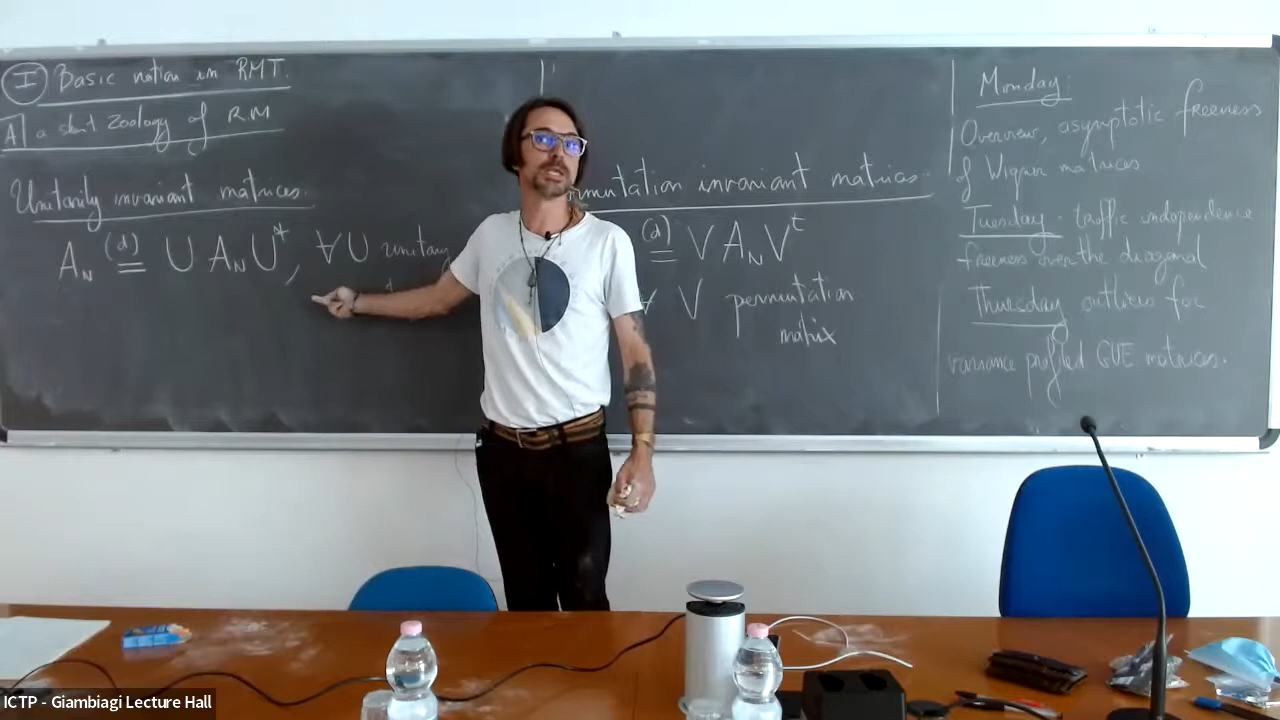 I Basic notion in RMT.
A a short Zoology of RM
Unitarily invariant matrices.
A_N (d)= U A_N U*, ∀U unitary
rmutation invariant matrices.
(d)= V A_N V^t
∀ V permutation
matrix
Monday:
Overview, asymptotic freeness
of Wigner matrices
Tuesday - traffic independence
freeness over the diagonal
Thursday outliers for
variance profiled GUE matrices.
ICTP - Giambiagi Lecture Hall